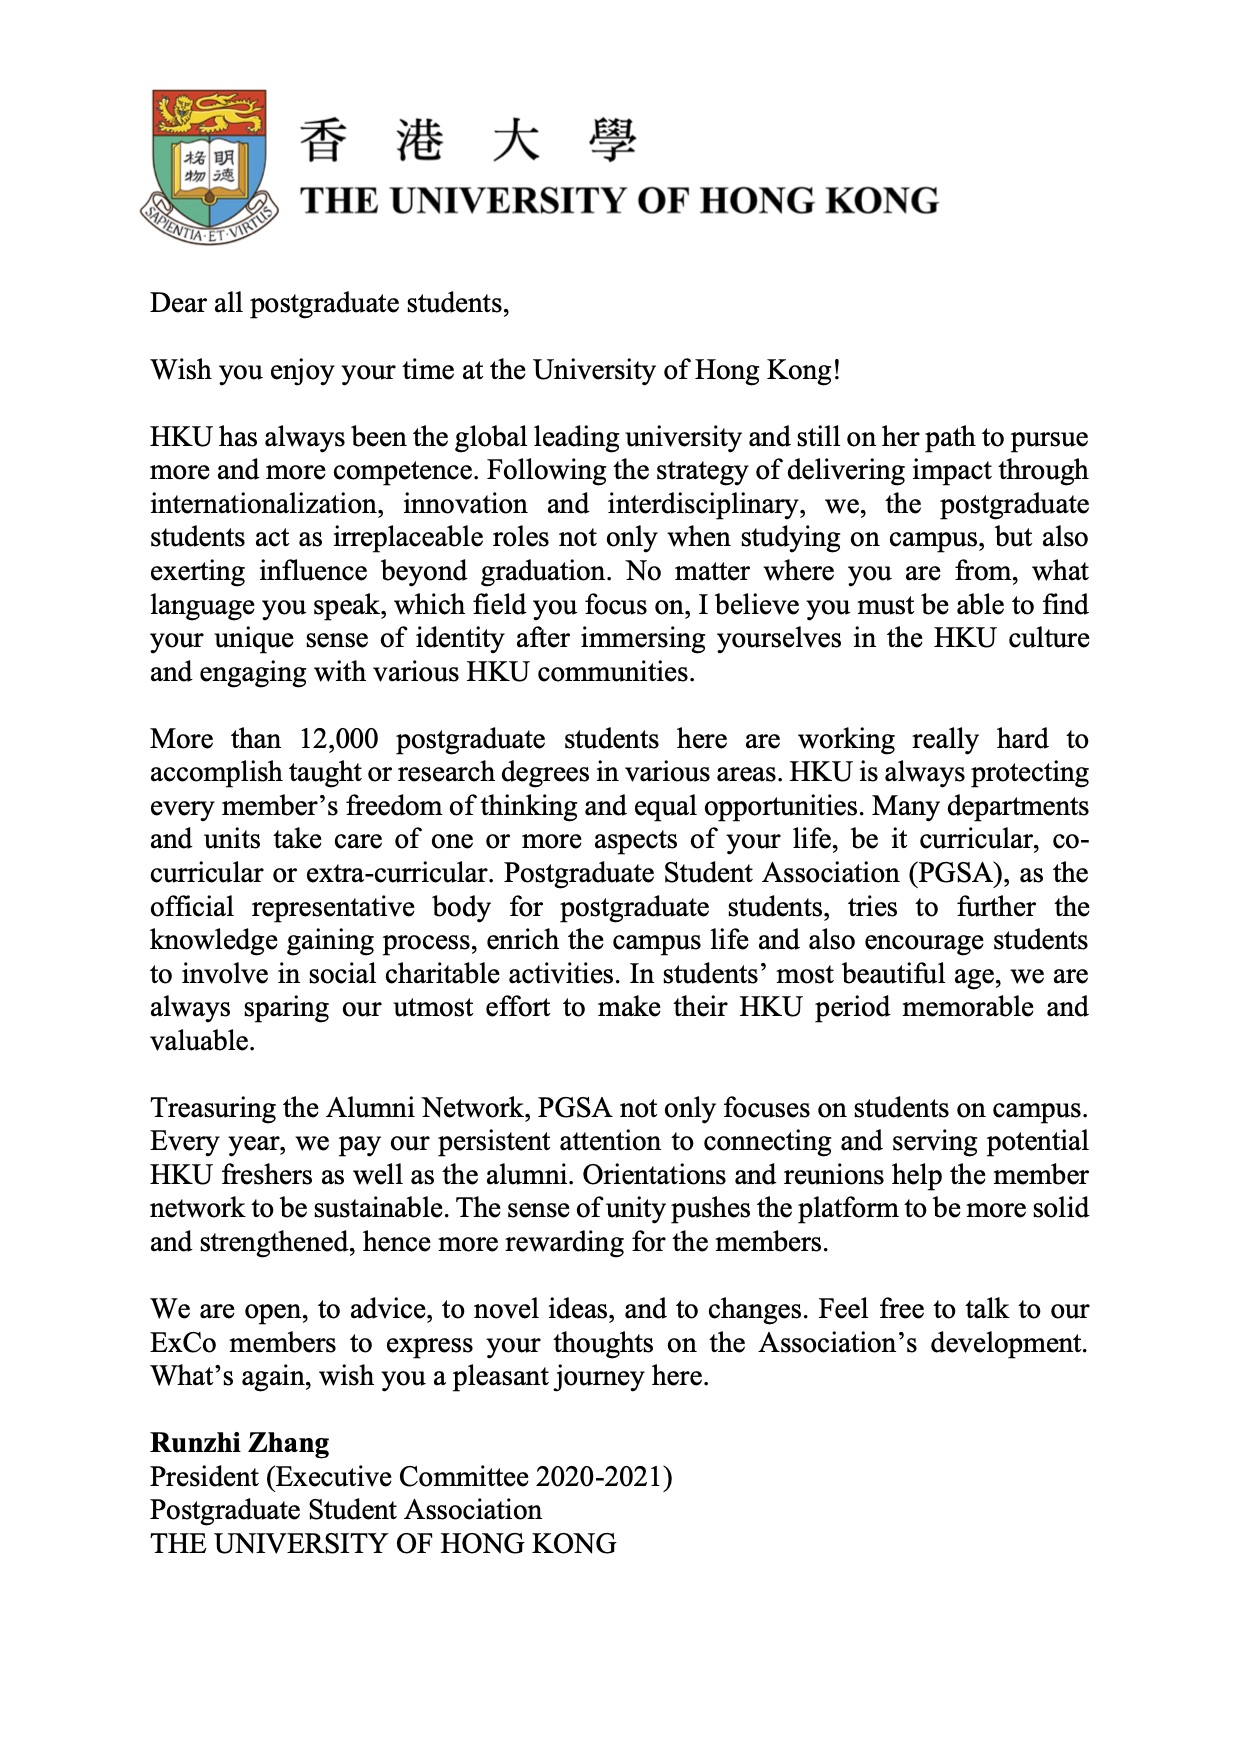 香港大學
THE UNIVERSITY OF HONG KONG
格物
明德
SAPIENTIA·ET·VIRTUS
Dear all postgraduate students,
Wish you enjoy your time at the University of Hong Kong!
HKU has always been the global leading university and still on her path to pursue
more and more competence. Following the strategy of delivering impact through
internationalization, innovation and interdisciplinary, we, the postgraduate
students act as irreplaceable roles not only when studying on campus, but also
exerting influence beyond graduation. No matter where you are from, what
language you speak, which field you focus on, I believe you must be able to find
your unique sense of identity after immersing yourselves in the HKU culture
and engaging with various HKU communities.
More than 12,000 postgraduate students here are working really hard to
accomplish taught or research degrees in various areas. HKU is always protecting
every member’s freedom of thinking and equal opportunities. Many departments
and units take care of one or more aspects of your life, be it curricular, co-
curricular or extra-curricular. Postgraduate Student Association (PGSA), as the
official representative body for postgraduate students, tries to further the
knowledge gaining process, enrich the campus life and also encourage students
to involve in social charitable activities. In students’ most beautiful age, we are
always sparing our utmost effort to make their HKU period memorable and
valuable.
Treasuring the Alumni Network, PGSA not only focuses on students on campus.
Every year, we pay our persistent attention to connecting and serving potential
HKU freshers as well as the alumni. Orientations and reunions help the member
network to be sustainable. The sense of unity pushes the platform to be more solid
and strengthened, hence more rewarding for the members.
We are open, to advice, to novel ideas, and to changes. Feel free to talk to our
ExCo members to express your thoughts on the Association’s development.
What’s again, wish you a pleasant journey here.
Runzhi Zhang
President (Executive Committee 2020-2021)
Postgraduate Student Association
THE UNIVERSITY OF HONG KONG